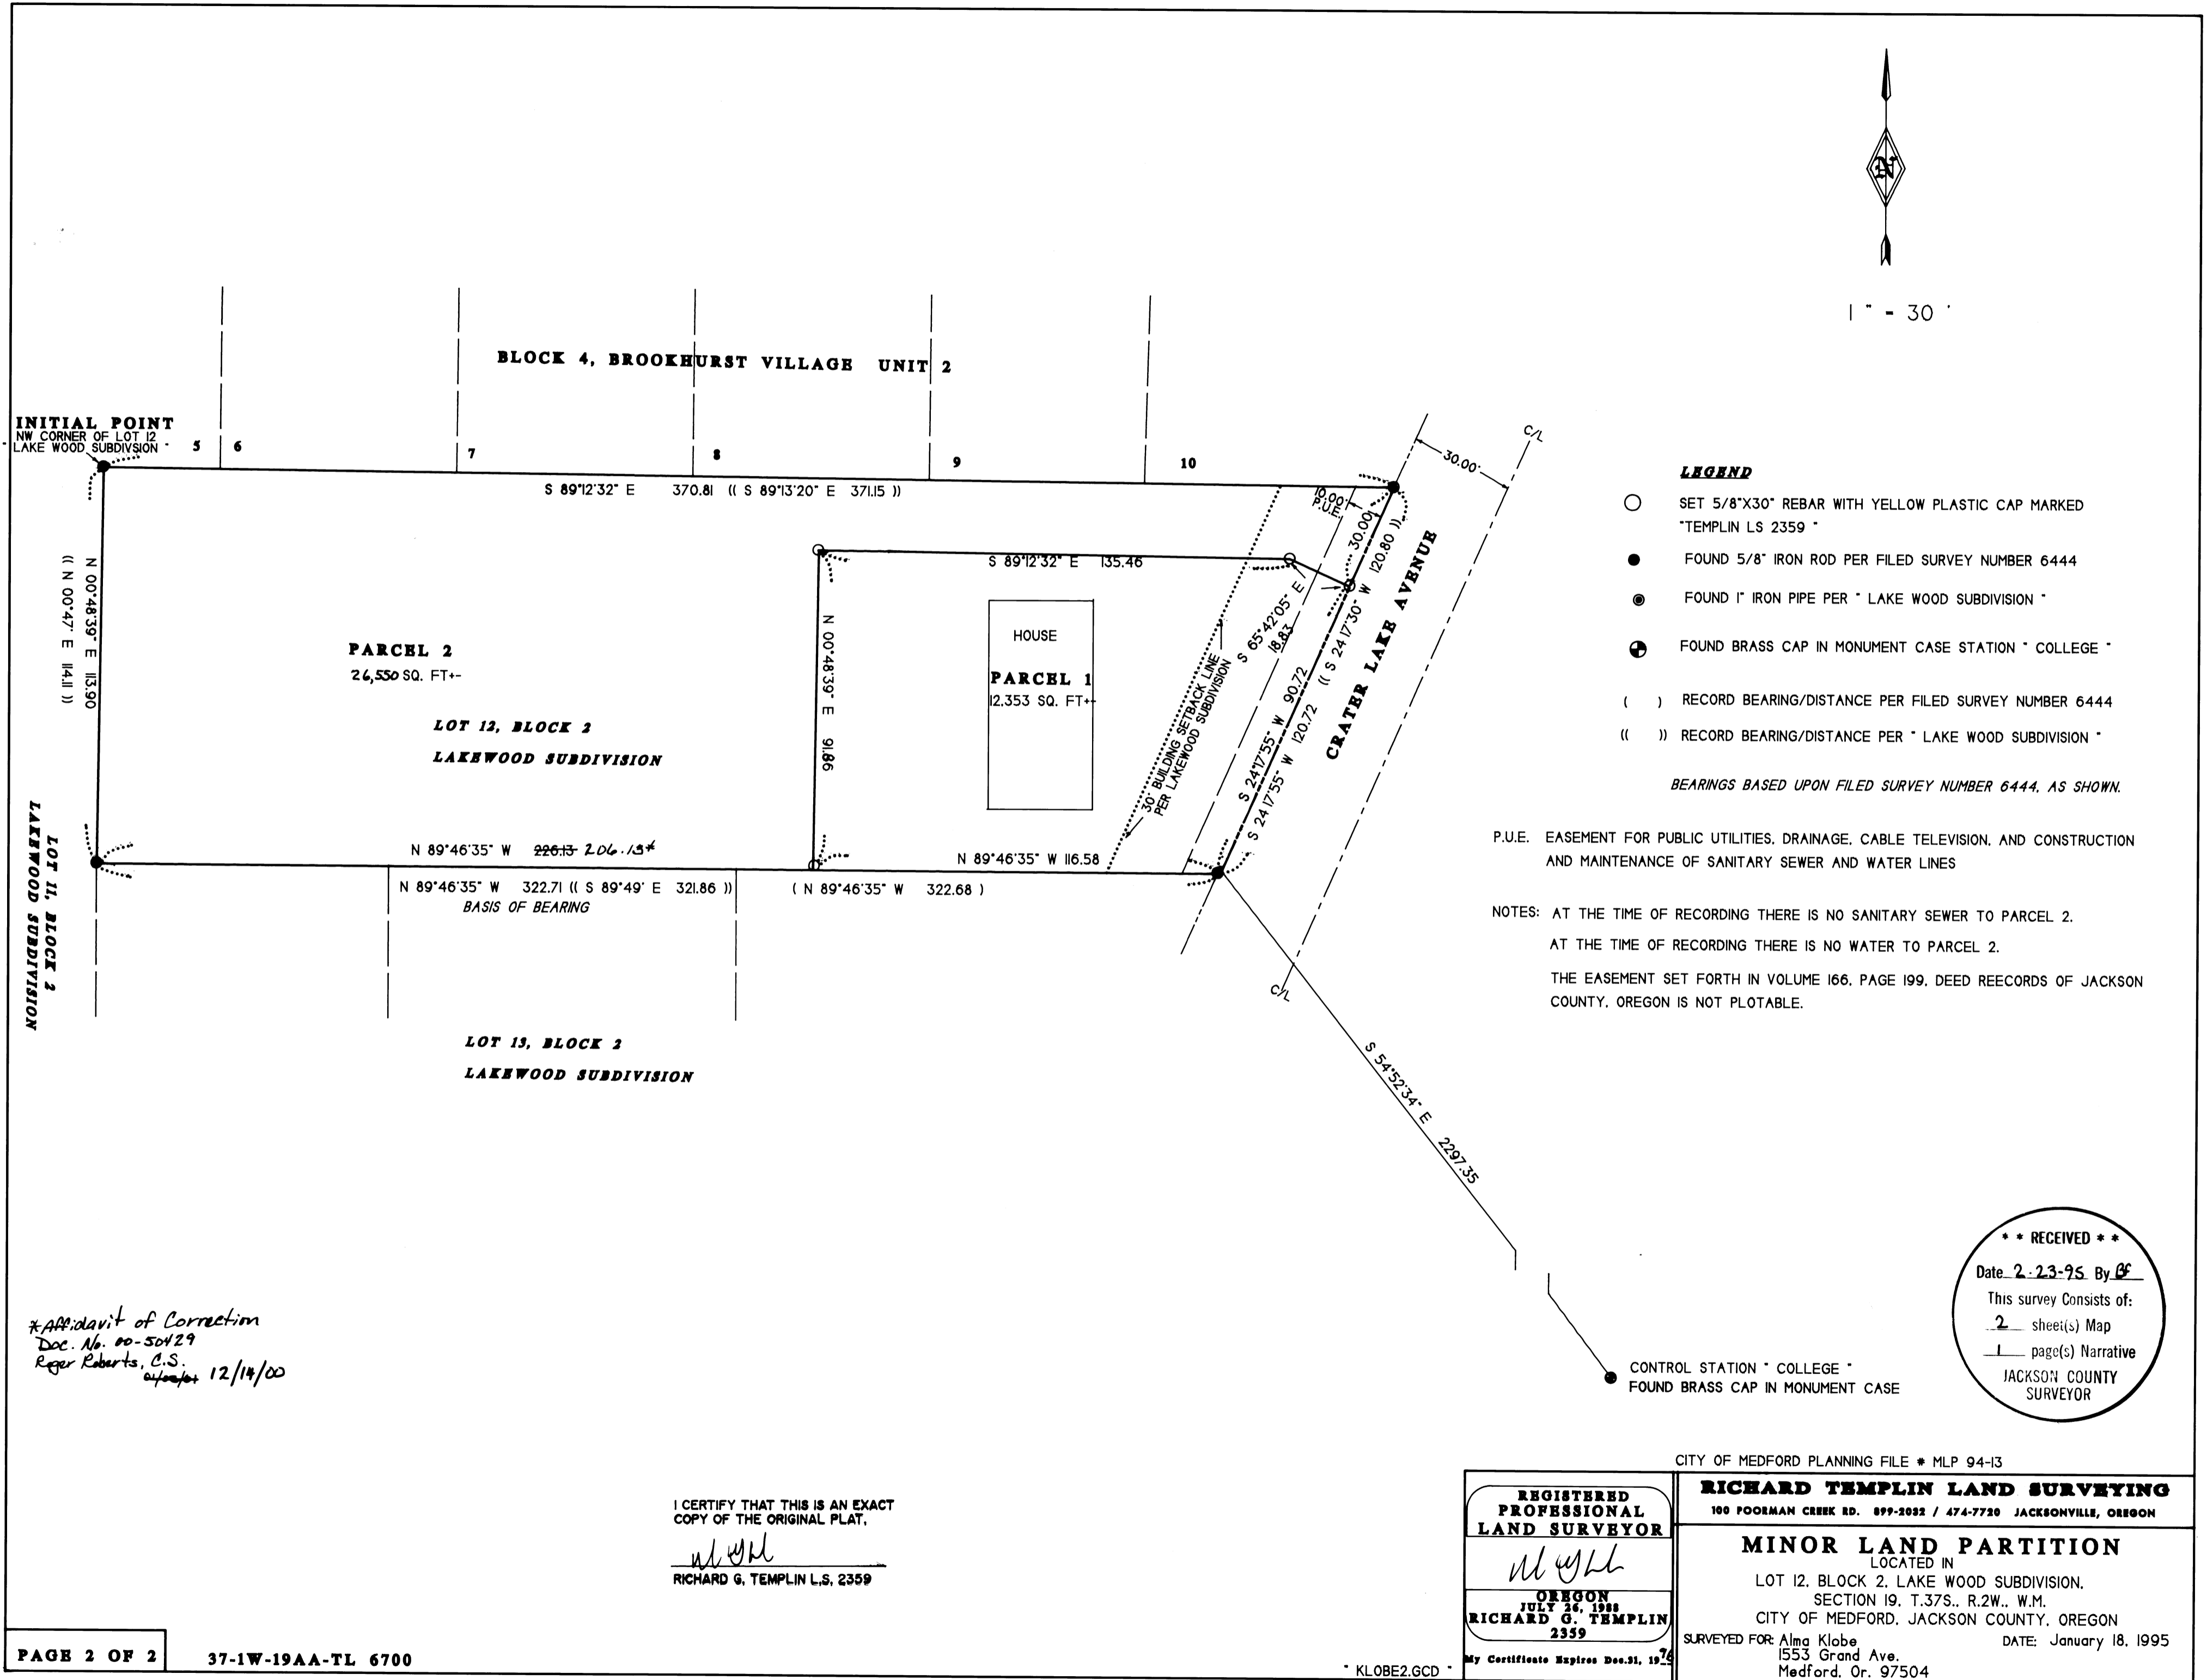 N
1 " - 30 '
BLOCK 4, BROOKHURST VILLAGE UNIT 2
INITIAL POINT
NW CORNER OF LOT 12
" LAKE WOOD SUBDIVSION "
5 6 7 8 9 10
S 89°12'32" E 370.81 (( S 89°13'20" E 371.15 ))
10.00'
P.U.E.
30.00'
C/L
30.00
N 00°48'39" E 113.90
(( N 00°47' E 114.11 ))
S 89°12'32" E 135.46
S 65°42'05" E
18.83
N 00°48'39" E 91.86
HOUSE
PARCEL 1
12,353 SQ. FT+-
PARCEL 2
26,550 SQ. FT+-
LOT 12, BLOCK 2
LAKEWOOD SUBDIVISION
30' BUILDING SETBACK LINE
PER LAKEWOOD SUBDIVISION
S 24°17'55" W 90.72
S 24°17'55" W 120.72 (( S 24°17'30" W 120.80 ))
CRATER LAKE AVENUE
N 89°46'35" W 226.13 206.13*
N 89°46'35" W 116.58
N 89°46'35" W 322.71 (( S 89°49' E 321.86 ))
BASIS OF BEARING
( N 89°46'35" W 322.68 )
LOT 11, BLOCK 2
LAKEWOOD SUBDIVISION
LOT 13, BLOCK 2
LAKEWOOD SUBDIVISION
C/L
S 54°52'34" E 2297.35
CONTROL STATION " COLLEGE "
FOUND BRASS CAP IN MONUMENT CASE
LEGEND
SET 5/8"X30" REBAR WITH YELLOW PLASTIC CAP MARKED
"TEMPLIN LS 2359 "
FOUND 5/8" IRON ROD PER FILED SURVEY NUMBER 6444
FOUND 1" IRON PIPE PER " LAKE WOOD SUBDIVISION "
FOUND BRASS CAP IN MONUMENT CASE STATION " COLLEGE "
( ) RECORD BEARING/DISTANCE PER FILED SURVEY NUMBER 6444
(( )) RECORD BEARING/DISTANCE PER " LAKE WOOD SUBDIVISION "
BEARINGS BASED UPON FILED SURVEY NUMBER 6444, AS SHOWN.
P.U.E. EASEMENT FOR PUBLIC UTILITIES, DRAINAGE, CABLE TELEVISION, AND CONSTRUCTION
AND MAINTENANCE OF SANITARY SEWER AND WATER LINES
NOTES: AT THE TIME OF RECORDING THERE IS NO SANITARY SEWER TO PARCEL 2.
AT THE TIME OF RECORDING THERE IS NO WATER TO PARCEL 2.
THE EASEMENT SET FORTH IN VOLUME 166, PAGE 199, DEED REECORDS OF JACKSON
COUNTY, OREGON IS NOT PLOTABLE.
* * RECEIVED * *
Date 2-23-95 By BF
This survey Consists of:
2 sheet(s) Map
1 page(s) Narrative
JACKSON COUNTY
SURVEYOR
*Affidavit of Correction
Doc. No. 00-50429
Roger Roberts, C.S.
12/14/00
I CERTIFY THAT THIS IS AN EXACT
COPY OF THE ORIGINAL PLAT.
RICHARD G. TEMPLIN L.S. 2359
CITY OF MEDFORD PLANNING FILE # MLP 94-13
REGISTERED
PROFESSIONAL
LAND SURVEYOR
OREGON
JULY 26, 1988
RICHARD G. TEMPLIN
2359
My Certificate Expires Dec.31, 19
RICHARD TEMPLIN LAND SURVEYING
100 POORMAN CREEK RD. 899-2032 / 474-7720 JACKSONVILLE, OREGON
MINOR LAND PARTITION
LOCATED IN
LOT 12, BLOCK 2, LAKE WOOD SUBDIVISION,
SECTION 19, T.37S., R.2W., W.M.
CITY OF MEDFORD, JACKSON COUNTY, OREGON
SURVEYED FOR: Alma Klobe DATE: January 18, 1995
1553 Grand Ave.
Medford, Or. 97504
PAGE 2 OF 2
37-1W-19AA-TL 6700
" KLOBE2.GCD "